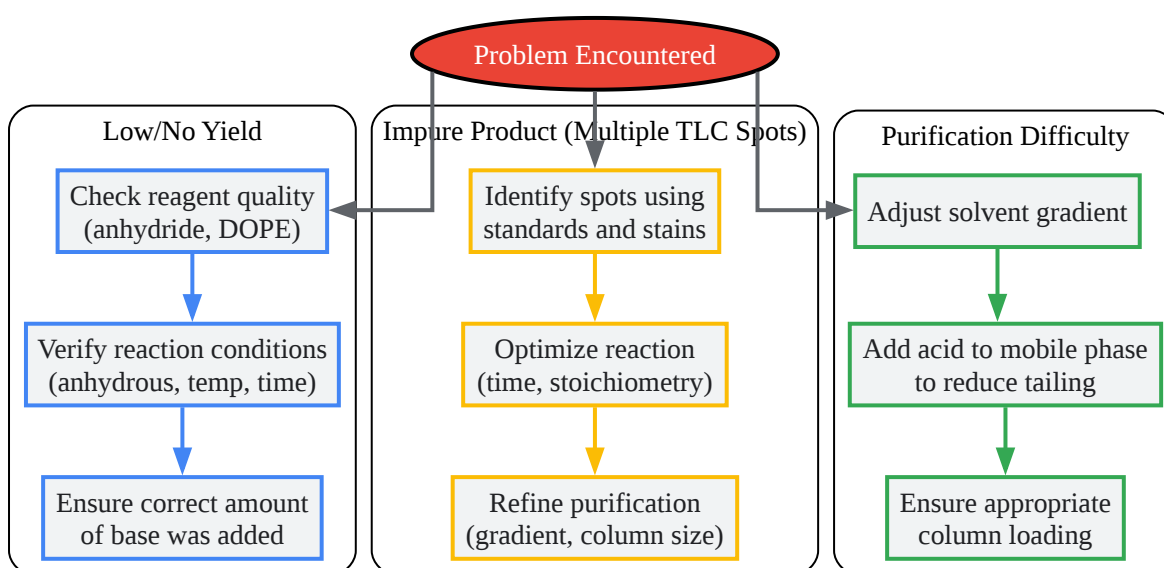 Problem Encountered
Low/No Yield
Check reagent quality
(anhydride, DOPE)
Verify reaction conditions
(anhydrous, temp, time)
Ensure correct amount
of base was added
Impure Product (Multiple TLC Spots)
Identify spots using
standards and stains
Optimize reaction
(time, stoichiometry)
Refine purification
(gradient, column size)
Purification Difficulty
Adjust solvent gradient
Add acid to mobile phase
to reduce tailing
Ensure appropriate
column loading